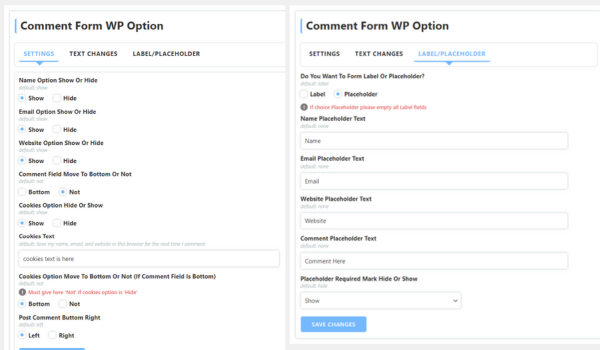 Comment Form WP Option
SETTINGS TEXT CHANGES LABEL/PLACEHOLDER
Name Option Show Or Hide
default: show
Show Hide
Email Option Show Or Hide
default: show
Show Hide
Website Option Show Or Hide
default: show
Show Hide
Comment Field Move To Bottom Or Not
default: not
Bottom Not
Cookies Option Hide Or Show
default: show
Show Hide
Cookies Text
default: Save my name, email, and website in this browser for the next time I comment.
cookies text is here
Cookies Option Move To Bottom Or Not (If Comment Field Is Bottom)
default: not
Must give here 'Not' if cookies option is 'Hide'
Bottom Not
Post Comment Buttom Right
default: left
Left Right
Comment Form WP Option
SETTINGS TEXT CHANGES LABEL/PLACEHOLDER
Do You Want To Form Label Or Placeholder?
Label Placeholder
If choice Placeholder please empty all Label fields
Name Placeholder Text
default: none
Name
Email Placeholder Text
default: none
Email
Website Placeholder Text
default: none
Website
Comment Placeholder Text
default: none
Comment Here
Placeholder Required Mark Hide Or Show
default: hide
Show
SAVE CHANGES